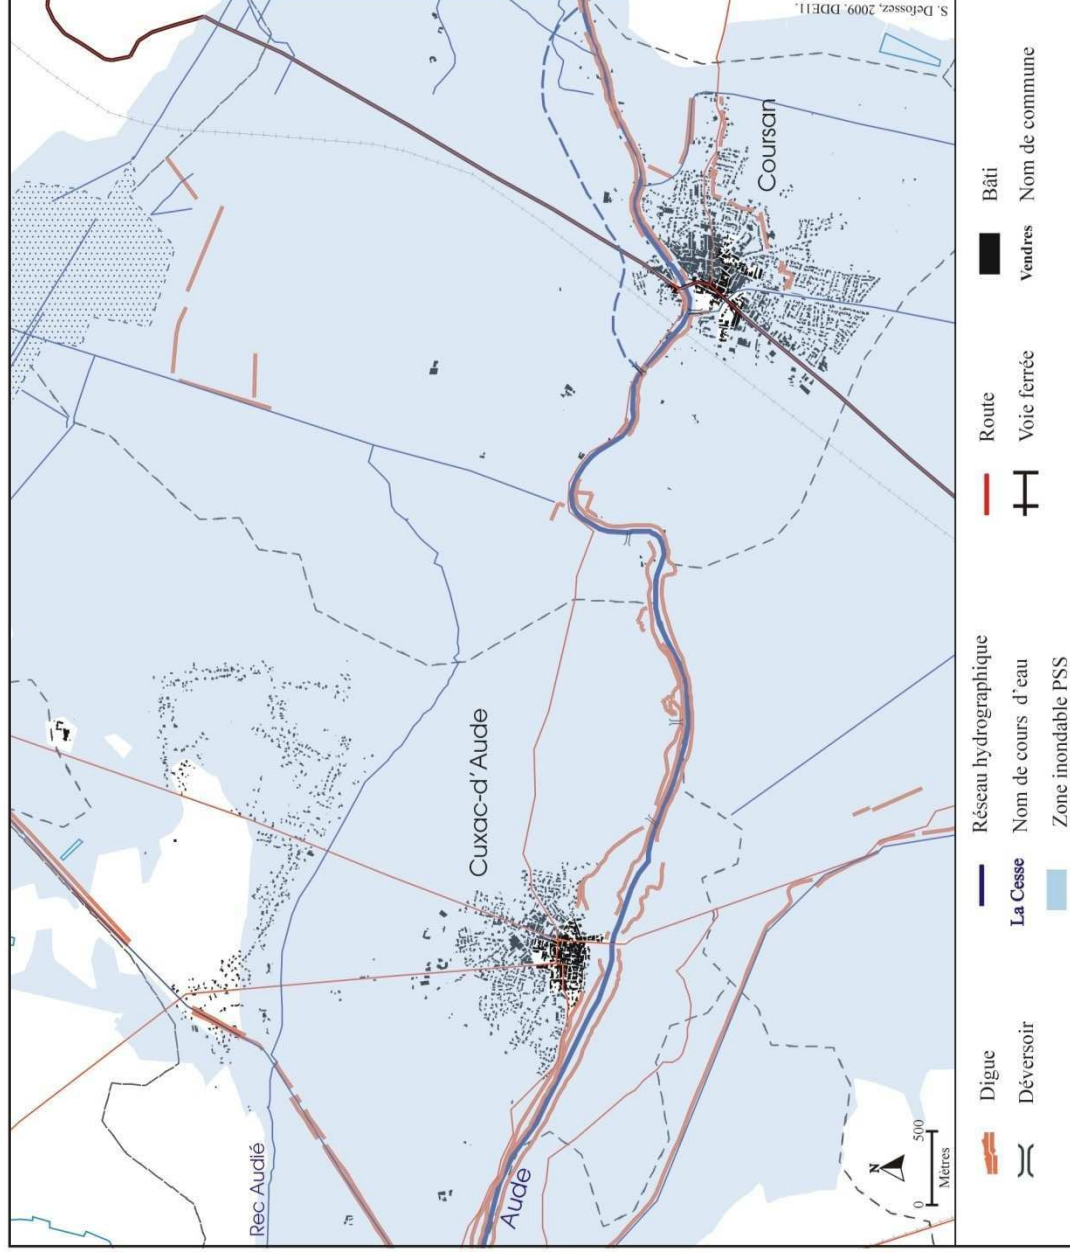 S. Defossez, 2009. DDE11.
Coursan
Cuxac-d'Aude
Rec Audié
Aude
N
0 500
Mètres
Digue
Déversoir
Réseau hydrographique
La Cesse Nom de cours d'eau
Zone inondable PSS
Route
Voie ferrée
Bâti
Vendres Nom de commune